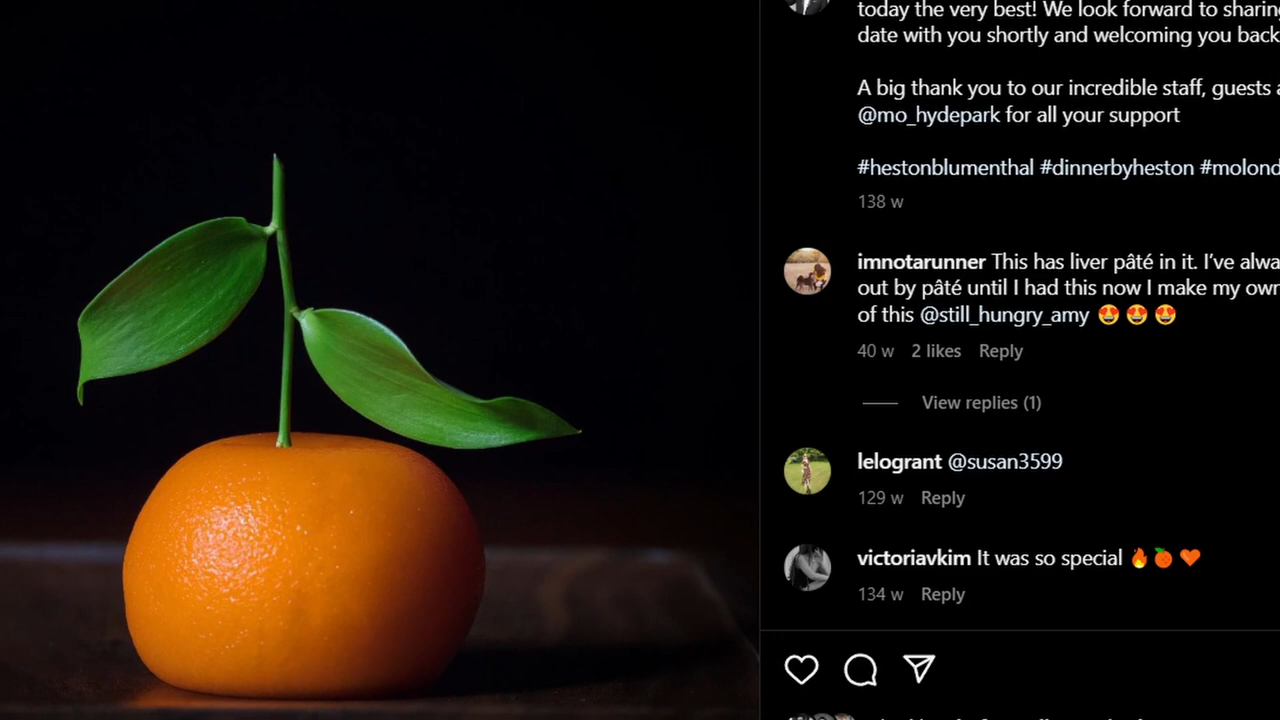 today the very best! We look forward to sharing
date with you shortly and welcoming you back
A big thank you to our incredible staff, guests
@mo_hydepark for all your support
#hestonblumenthal #dinnerbyheston #molond
138 w
imnotarunner This has liver pâté in it. I’ve alwa
out by pâté until I had this now I make my own
of this @still_hungry_amy 😍 😍 😍
40 w 2 likes Reply
View replies (1)
lelogrant @susan3599
129 w Reply
victoriavkim It was so special 🔥🍊🧡
134 w Reply